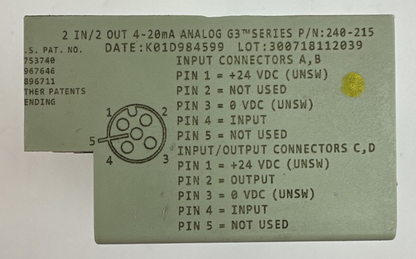 2 IN/2 OUT 4-20mA ANALOG G3™SERIES P/N:240-215
.S. PAT. NO. DATE:K01D984599 LOT:300718112039
753740
967646
896711
THER PATENTS
ENDING
INPUT CONNECTORS A,B
PIN 1 = +24 VDC (UNSW)
PIN 2 = NOT USED
PIN 3 = 0 VDC (UNSW)
PIN 4 = INPUT
PIN 5 = NOT USED
INPUT/OUTPUT CONNECTORS C,D
PIN 1 = +24 VDC (UNSW)
PIN 2 = OUTPUT
PIN 3 = 0 VDC (UNSW)
PIN 4 = INPUT
PIN 5 = NOT USED
1 2
5
4 3